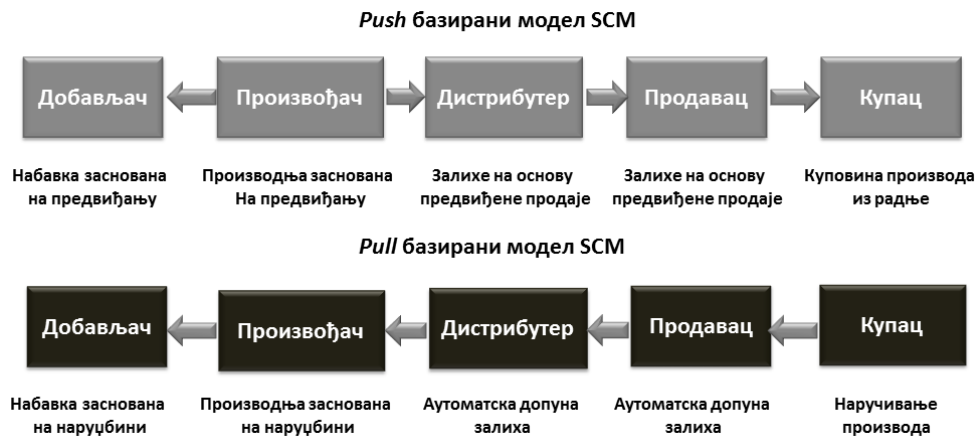 Push базирани модел SCM
Добављач
Произвођач
Дистрибутер
Продавац
Купац
Набавка заснована
на предвиђању
Производња заснована
На предвиђању
Залихе на основу
предвиђене продаје
Залихе на основу
предвиђене продаје
Куповина производа
из радње
Pull базирани модел SCM
Добављач
Произвођач
Дистрибутер
Продавац
Купац
Набавка заснована
на наруџбини
Производња заснована
на наруџбини
Аутоматска допуна
залиха
Аутоматска допуна
залиха
Наручивање
производа